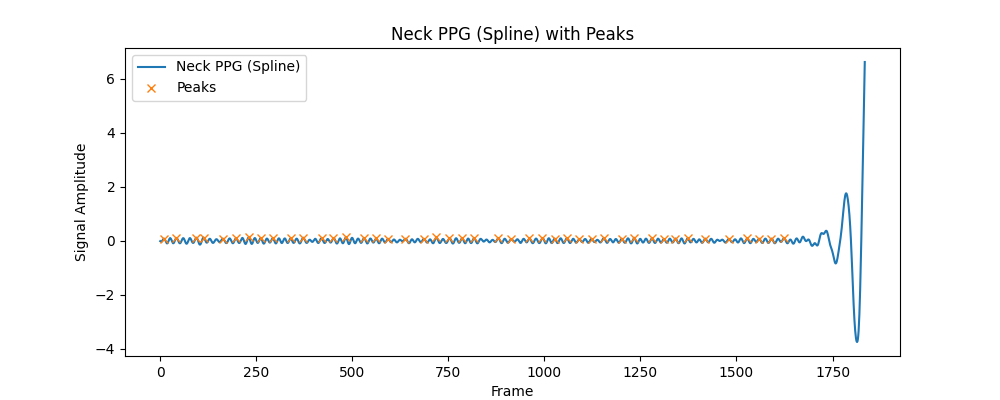 Neck PPG (Spline) with Peaks
Neck PPG (Spline)
Peaks
Signal Amplitude
6
4
2
0
−2
−4
0 250 500 750 1000 1250 1500 1750
Frame